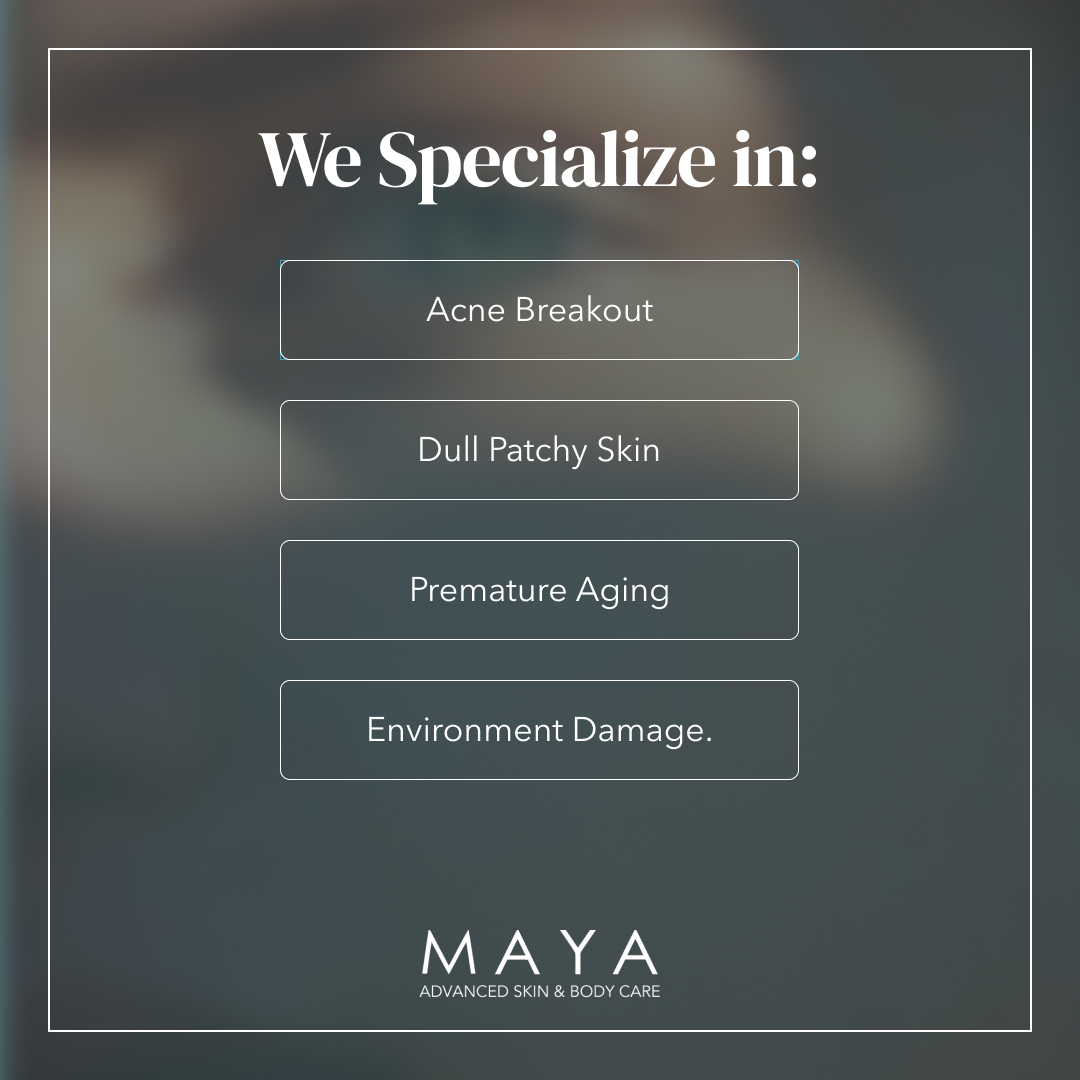 We Specialize in:
Acne Breakout
Dull Patchy Skin
Premature Aging
Environment Damage.
MAYA
ADVANCED SKIN & BODY CARE